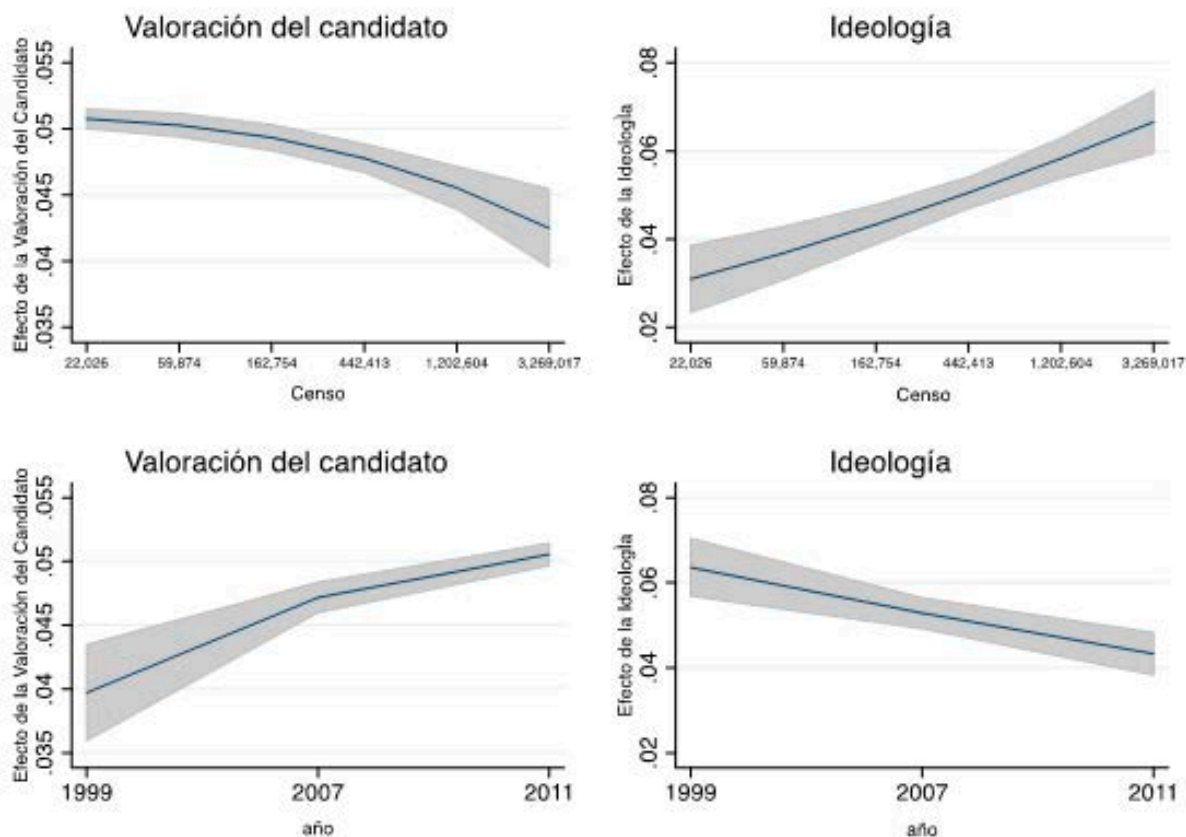 Valoración del candidato
Efecto de la Valoración del Candidato
.055
.05
.045
.04
.035
22,026 59,874 162,754 442,413 1,202,604 3,269,017
Censo
Ideología
Efecto de la Ideologìa
.08
.06
.04
.02
22,026 59,874 162,754 442,413 1,202,604 3,269,017
Censo
Valoración del candidato
Efecto de la Valoración del Candidato
.055
.05
.045
.04
.035
1999 2007 2011
año
Ideología
Efecto de la Ideologìa
.08
.06
.04
.02
1999 2007 2011
año